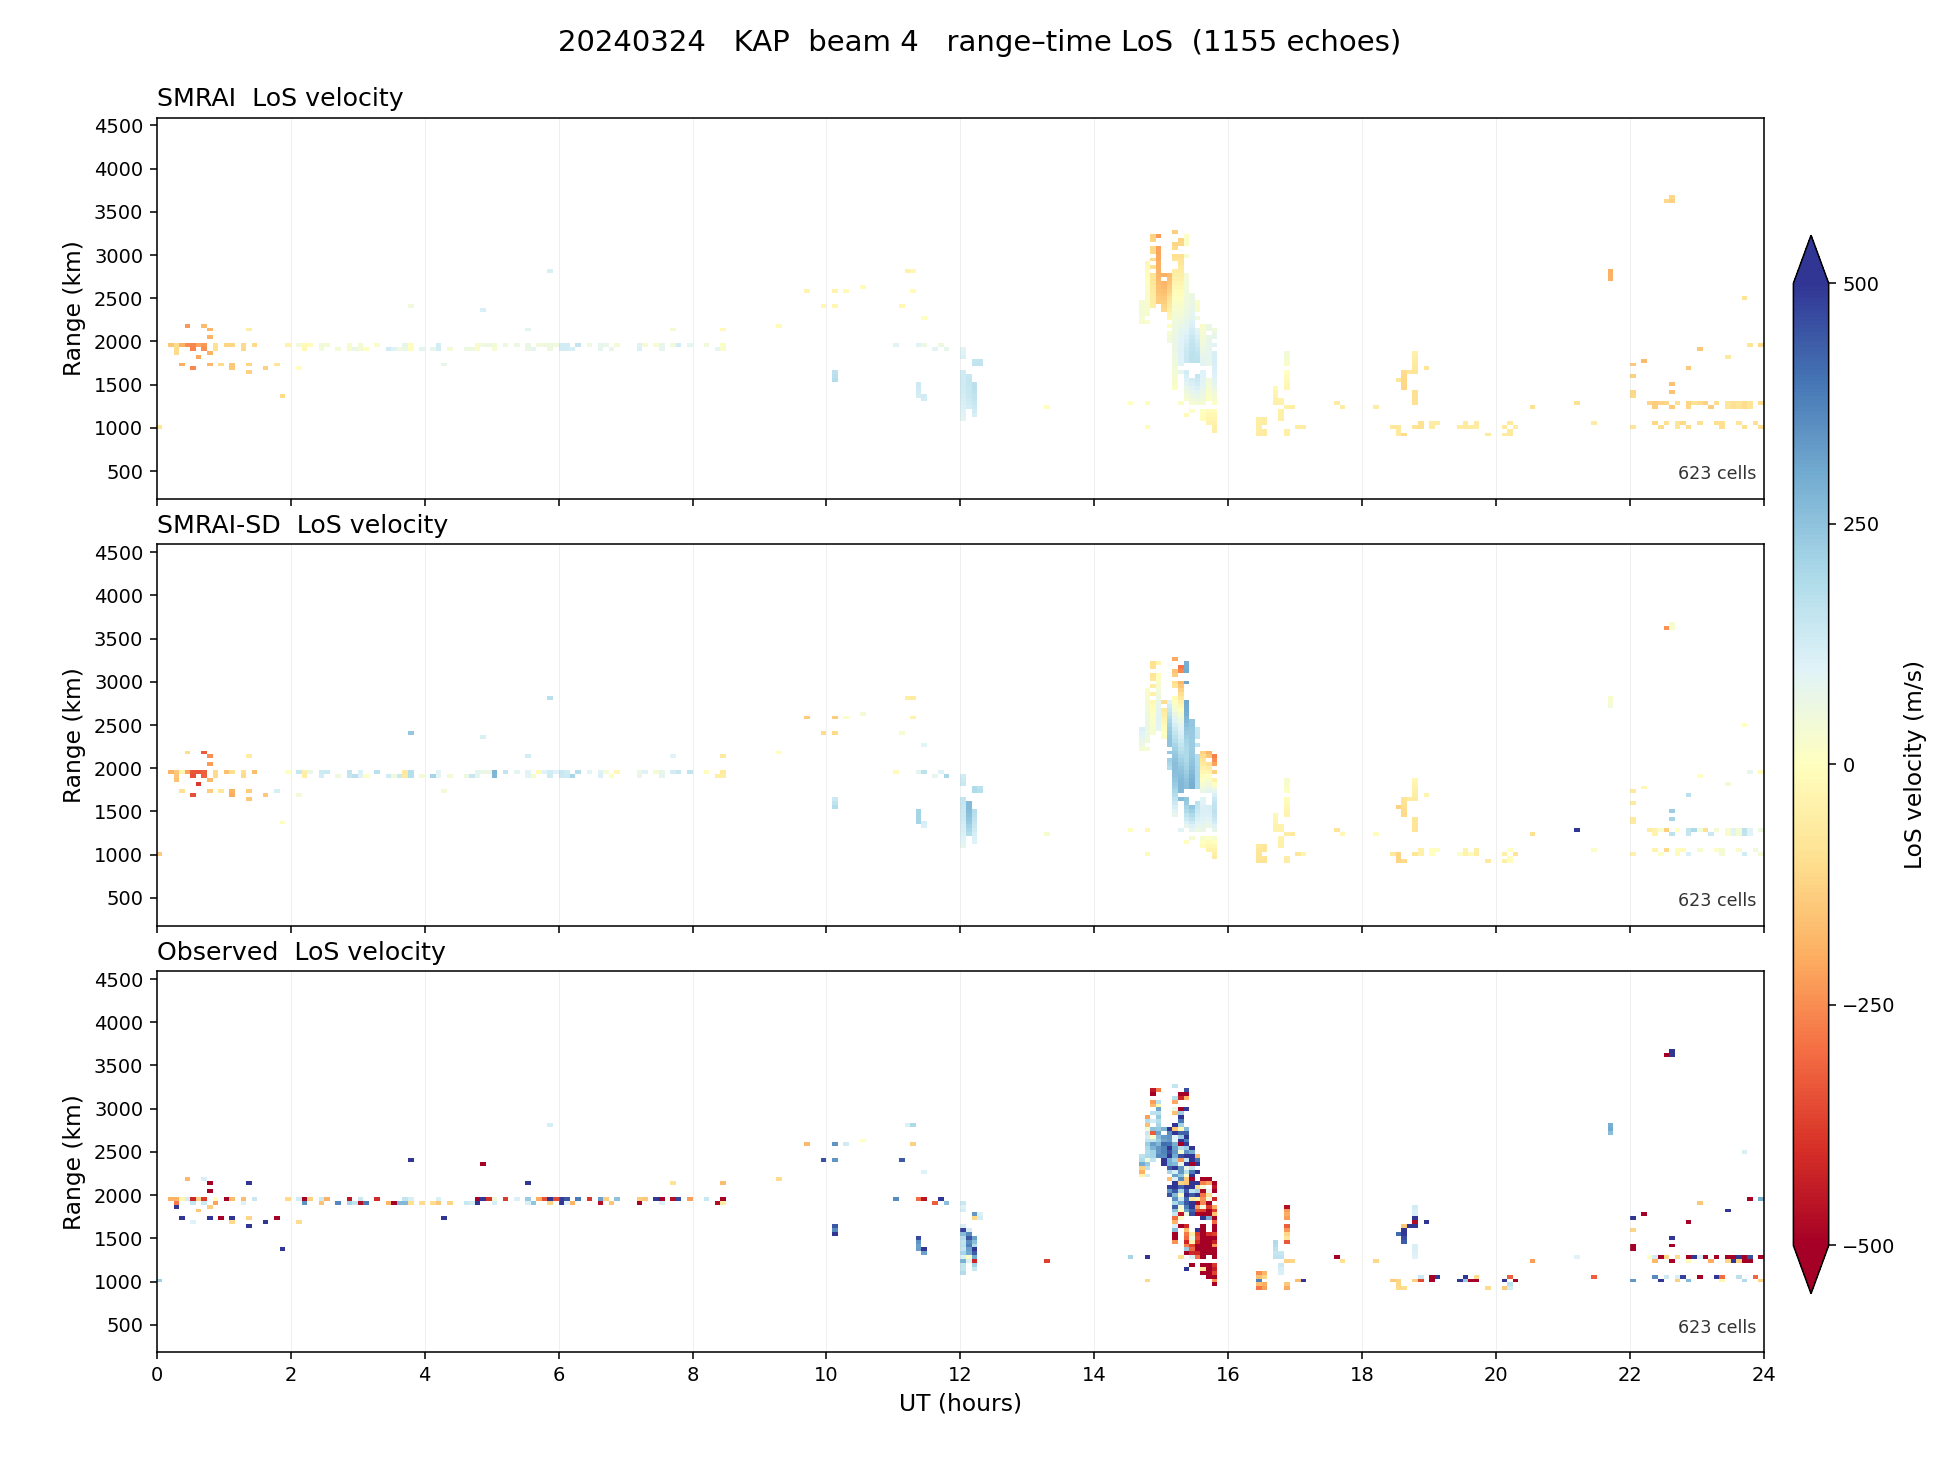 20240324   KAP  beam 4   range–time LoS  (1155 echoes)
SMRAI  LoS velocity
4500
4000
3500
3000
2500
2000
1500
1000
500
Range (km)
623 cells
SMRAI-SD  LoS velocity
4500
4000
3500
3000
2500
2000
1500
1000
500
Range (km)
623 cells
Observed  LoS velocity
4500
4000
3500
3000
2500
2000
1500
1000
500
Range (km)
623 cells
0 2 4 6 8 10 12 14 16 18 20 22 24
UT (hours)
500
250
0
−250
−500
LoS velocity (m/s)